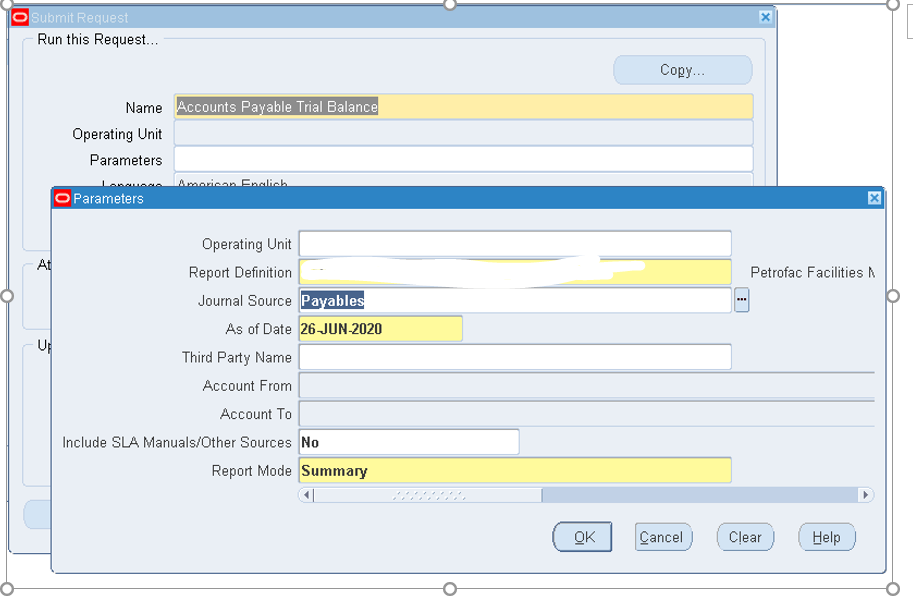 Submit Request
Run this Request...
Copy...
Name Accounts Payable Trial Balance
Operating Unit
Parameters
Language American English
Parameters
At
Up
Operating Unit
Report Definition Petrofac Facilities
Journal Source Payables
As of Date 26-JUN-2020
Third Party Name
Account From
Account To
Include SLA Manuals/Other Sources No
Report Mode Summary
OK Cancel Clear Help